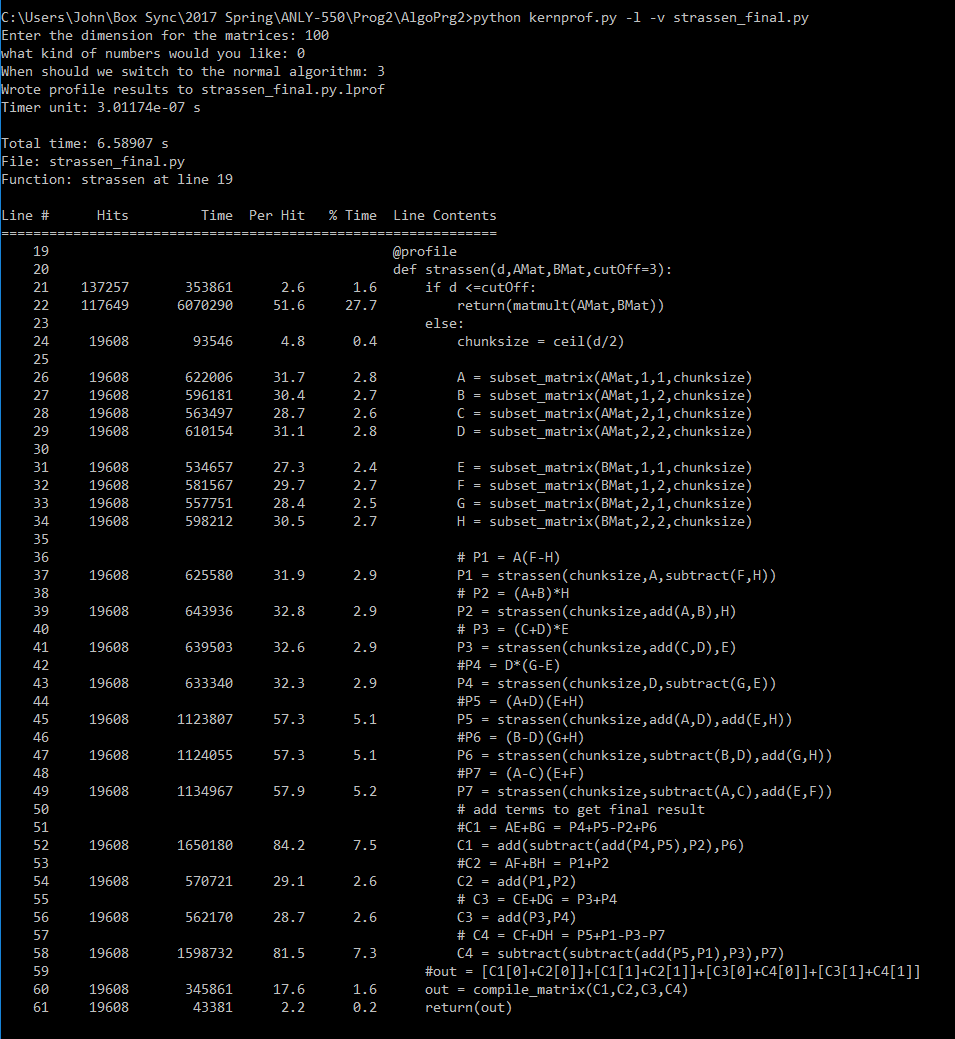 C:\Users\John\Box Sync\2017 Spring\ANLY-550\Prog2\AlgoPrg2>python kernprof.py -l -v strassen_final.py
Enter the dimension for the matrices: 100
what kind of numbers would you like: 0
When should we switch to the normal algorithm: 3
Wrote profile results to strassen_final.py.lprof
Timer unit: 3.01174e-07 s

Total time: 6.58907 s
File: strassen_final.py
Function: strassen at line 19

Line #      Hits         Time  Per Hit   % Time  Line Contents
==============================================================
    19                                           @profile
    20                                           def strassen(d,AMat,BMat,cutOff=3):
    21    137257       353861      2.6      1.6      if d <=cutOff:
    22    117649      6070290     51.6     27.7          return(matmult(AMat,BMat))
    23                                               else:
    24     19608        93546      4.8      0.4          chunksize = ceil(d/2)
    25
    26     19608       622006     31.7      2.8          A = subset_matrix(AMat,1,1,chunksize)
    27     19608       596181     30.4      2.7          B = subset_matrix(AMat,1,2,chunksize)
    28     19608       563497     28.7      2.6          C = subset_matrix(AMat,2,1,chunksize)
    29     19608       610154     31.1      2.8          D = subset_matrix(AMat,2,2,chunksize)
    30
    31     19608       534657     27.3      2.4          E = subset_matrix(BMat,1,1,chunksize)
    32     19608       581567     29.7      2.7          F = subset_matrix(BMat,1,2,chunksize)
    33     19608       557751     28.4      2.5          G = subset_matrix(BMat,2,1,chunksize)
    34     19608       598212     30.5      2.7          H = subset_matrix(BMat,2,2,chunksize)
    35
    36                                                   # P1 = A(F-H)
    37     19608       625580     31.9      2.9          P1 = strassen(chunksize,A,subtract(F,H))
    38                                                   # P2 = (A+B)*H
    39     19608       643936     32.8      2.9          P2 = strassen(chunksize,add(A,B),H)
    40                                                   # P3 = (C+D)*E
    41     19608       639503     32.6      2.9          P3 = strassen(chunksize,add(C,D),E)
    42                                                   #P4 = D*(G-E)
    43     19608       633340     32.3      2.9          P4 = strassen(chunksize,D,subtract(G,E))
    44                                                   #P5 = (A+D)(E+H)
    45     19608      1123807     57.3      5.1          P5 = strassen(chunksize,add(A,D),add(E,H))
    46                                                   #P6 = (B-D)(G+H)
    47     19608      1124055     57.3      5.1          P6 = strassen(chunksize,subtract(B,D),add(G,H))
    48                                                   #P7 = (A-C)(E+F)
    49     19608      1134967     57.9      5.2          P7 = strassen(chunksize,subtract(A,C),add(E,F))
    50                                                   # add terms to get final result
    51                                                   #C1 = AE+BG = P4+P5-P2+P6
    52     19608      1650180     84.2      7.5          C1 = add(subtract(add(P4,P5),P2),P6)
    53                                                   #C2 = AF+BH = P1+P2
    54     19608       570721     29.1      2.6          C2 = add(P1,P2)
    55                                                   # C3 = CE+DG = P3+P4
    56     19608       562170     28.7      2.6          C3 = add(P3,P4)
    57                                                   # C4 = CF+DH = P5+P1-P3-P7
    58     19608      1598732     81.5      7.3          C4 = subtract(subtract(add(P5,P1),P3),P7)
    59                                               #out = [C1[0]+C2[0]]+[C1[1]+C2[1]]+[C3[0]+C4[0]]+[C3[1]+C4[1]]
    60     19608       345861     17.6      1.6      out = compile_matrix(C1,C2,C3,C4)
    61     19608        43381      2.2      0.2      return(out)